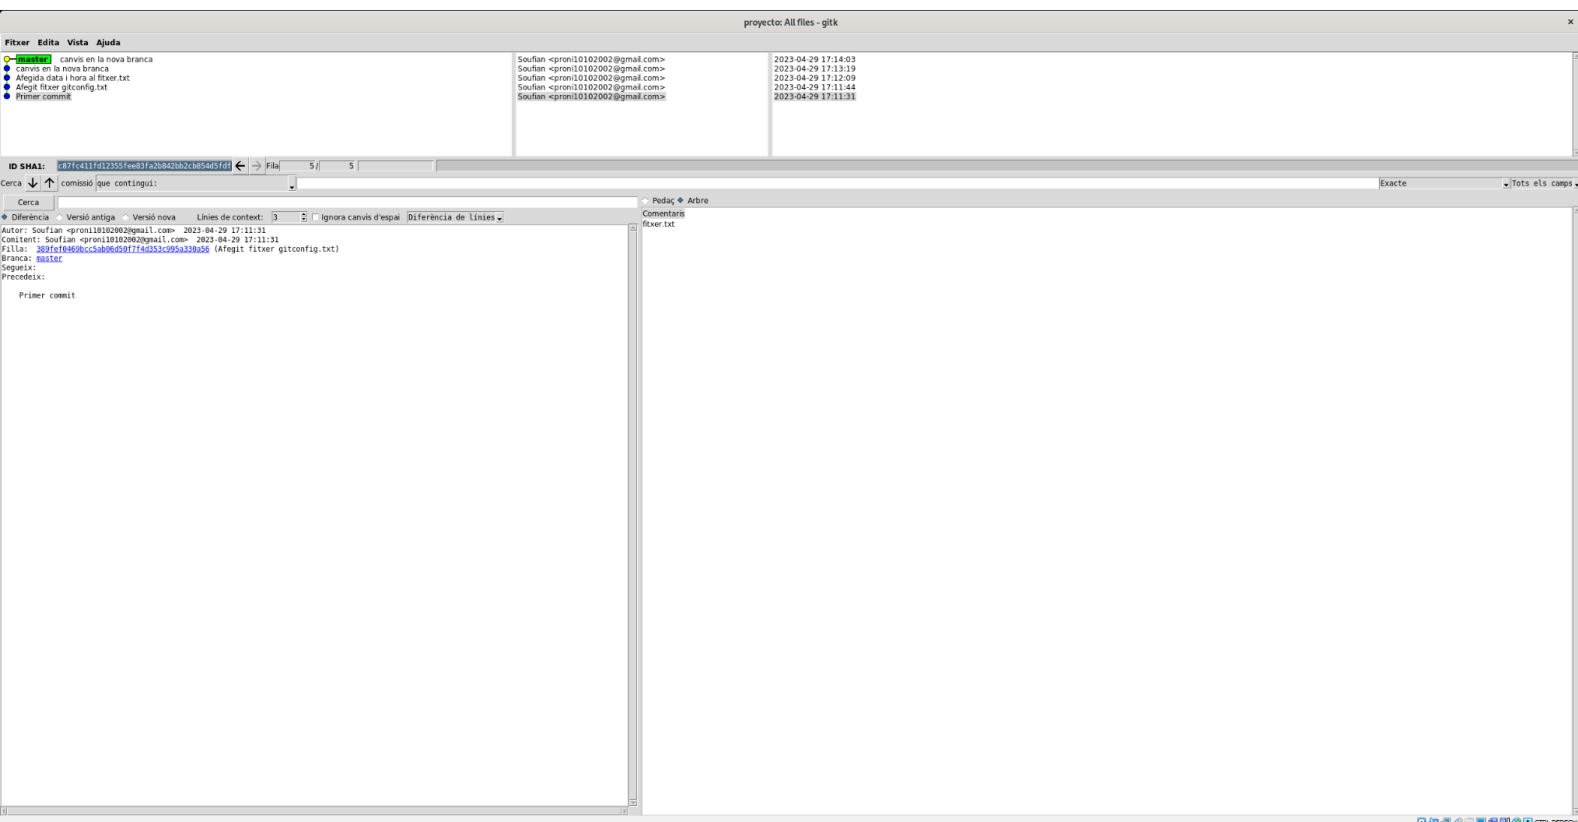 proyecto: All files - gitk
Fitxer Edita Vista Ajuda
master canvis en la nova branca Soufian <proni10102002@gmail.com> 2023-04-29 17:14:03
canvis en la nova branca Soufian <proni10102002@gmail.com> 2023-04-29 17:13:19
Afegida data i hora al fitxer.txt Soufian <proni10102002@gmail.com> 2023-04-29 17:12:09
Afegit fitxer gitconfig.txt Soufian <proni10102002@gmail.com> 2023-04-29 17:11:44
Primer commit Soufian <proni10102002@gmail.com> 2023-04-29 17:11:31
ID SHA1: c87fc411fd12355fee83fa2b842bb2cb854d5fdf Fila 5 / 5
Cerca comissió que contingui: Exacte Tots els camps
Cerca
Pedaç Arbre
Diferència Versió antiga Versió nova Línies de context: 3 Ignora canvis d'espai Diferència de línies
Comentaris
fitxer.txt
Autor: Soufian <proni10102002@gmail.com> 2023-04-29 17:11:31
Comitent: Soufian <proni10102002@gmail.com> 2023-04-29 17:11:31
Filla: 389fef0469bcc5ab06d50f7f4d353c995a330a56 (Afegit fitxer gitconfig.txt)
Branca: master
Segueix:
Precedeix:
Primer commit